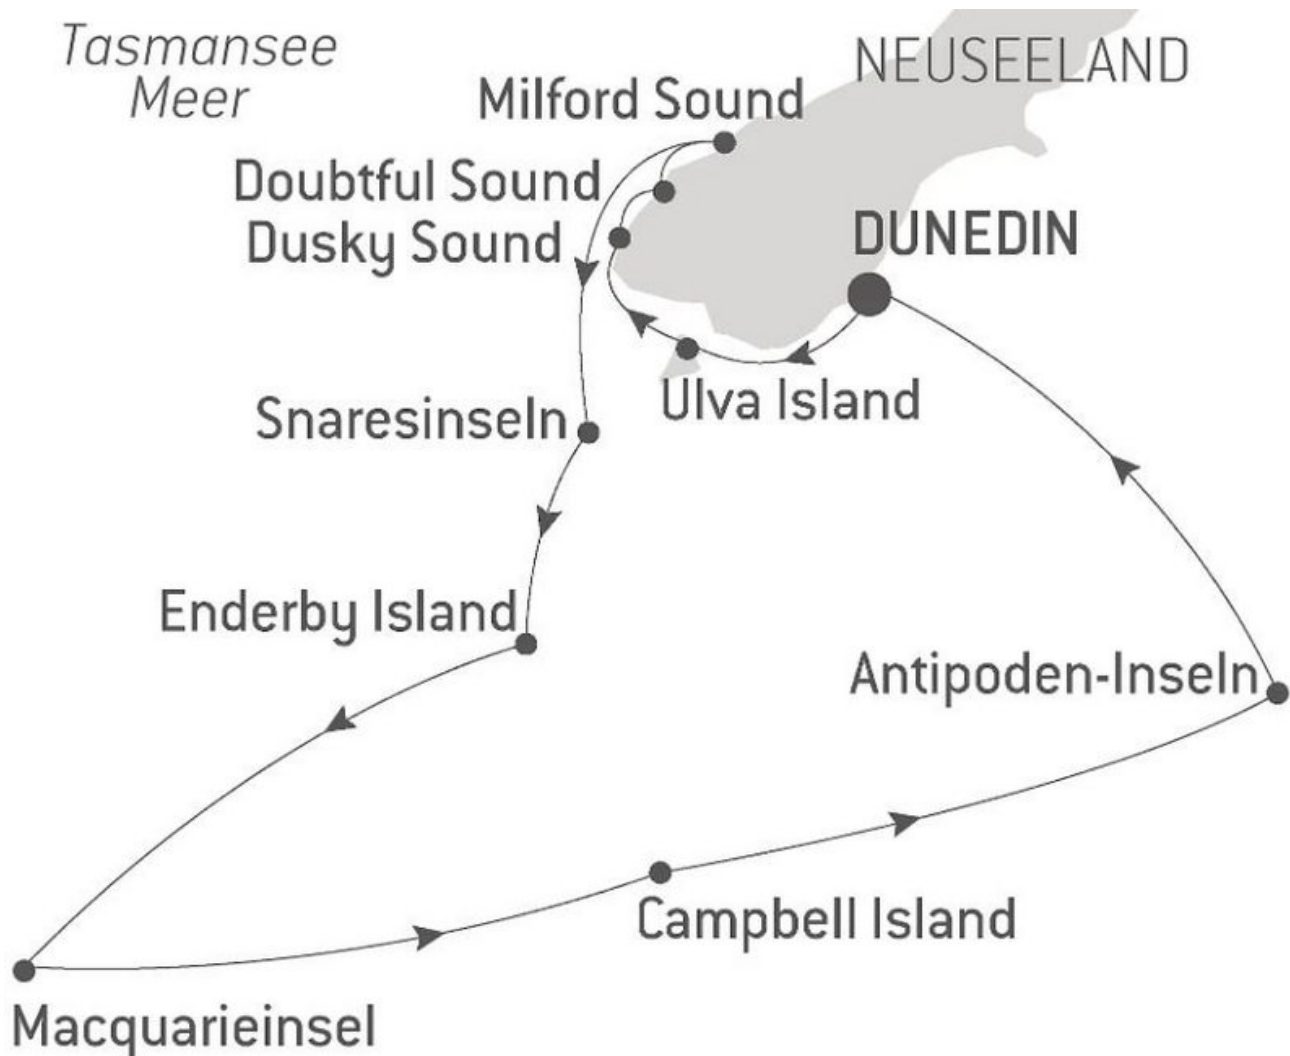 Tasmansee
Meer
NEUSEELAND
Milford Sound
Doubtful Sound
Dusky Sound
DUNEDIN
Ulva Island
Snaresinseln
Enderby Island
Antipoden-Inseln
Campbell Island
Macquarieinsel